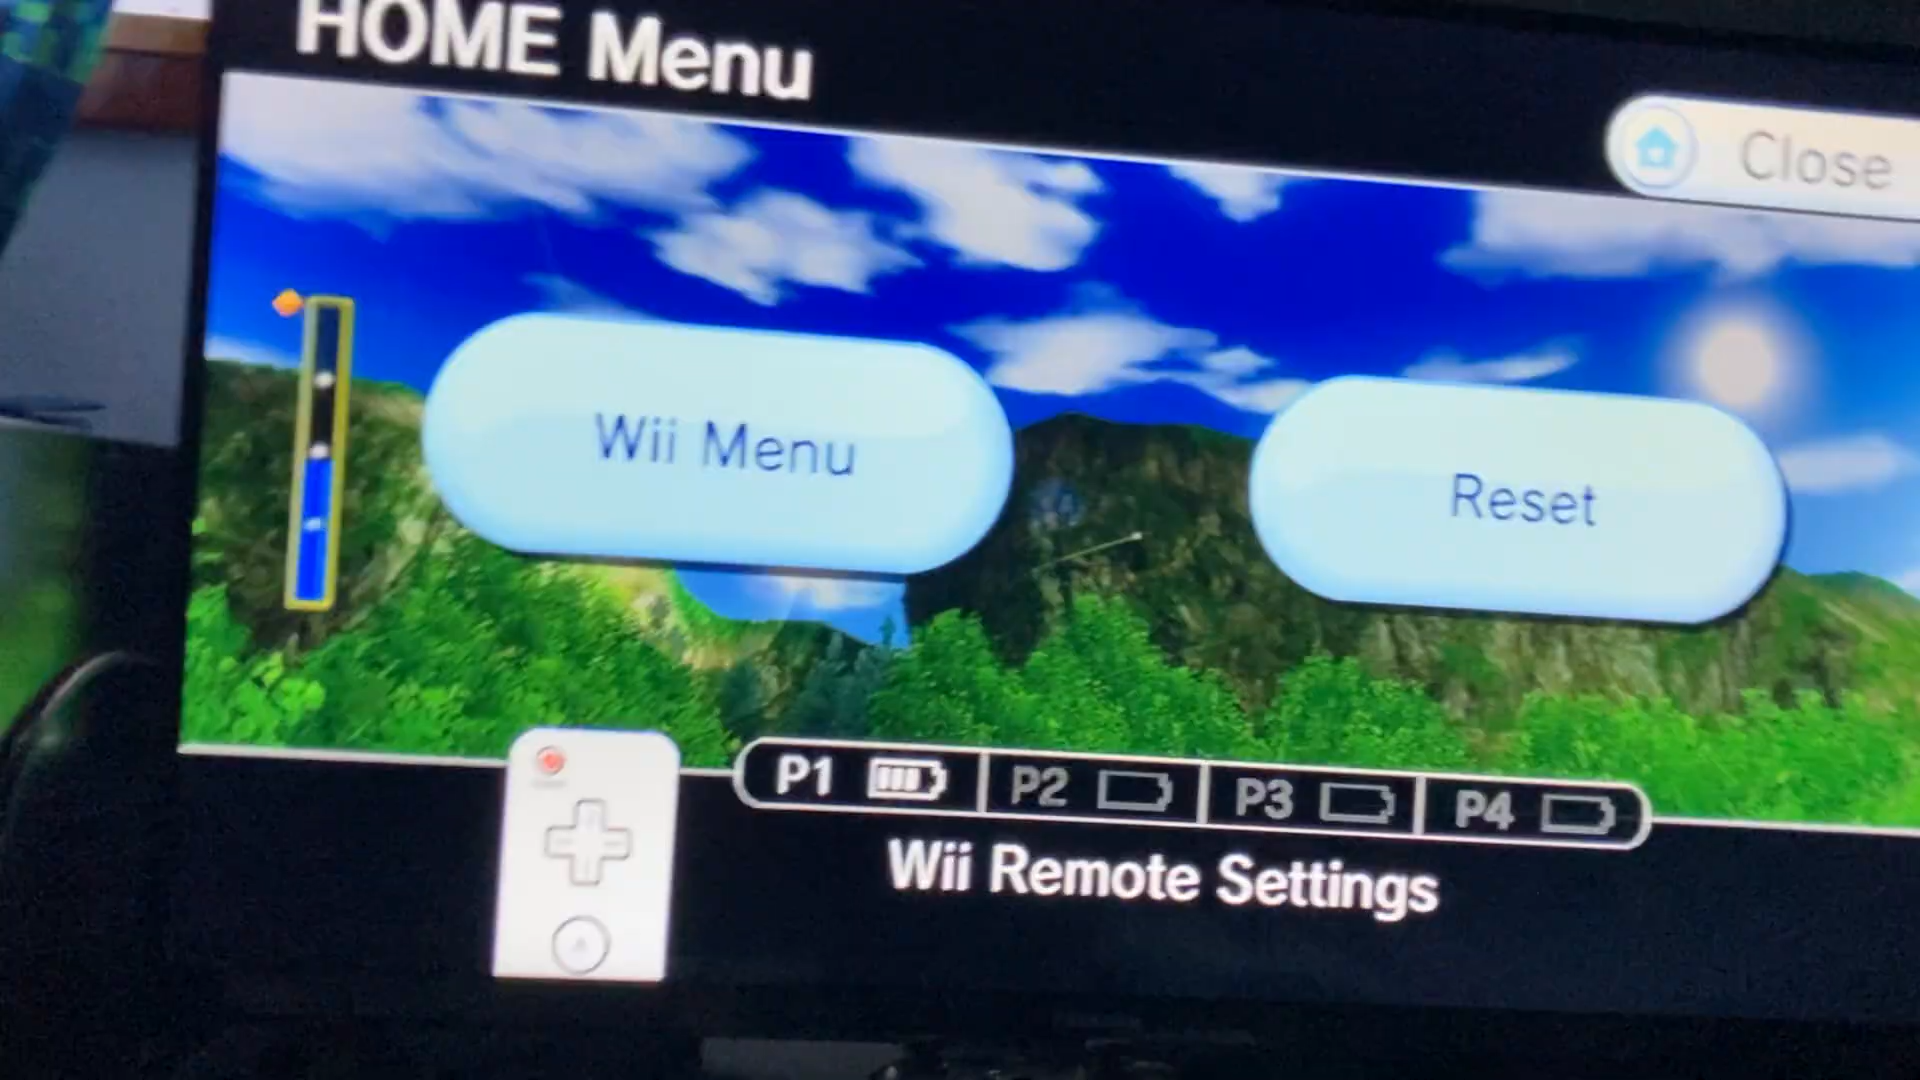 HOME Menu
Close
Wii Menu
Reset
P1 P2 P3 P4
Wii Remote Settings